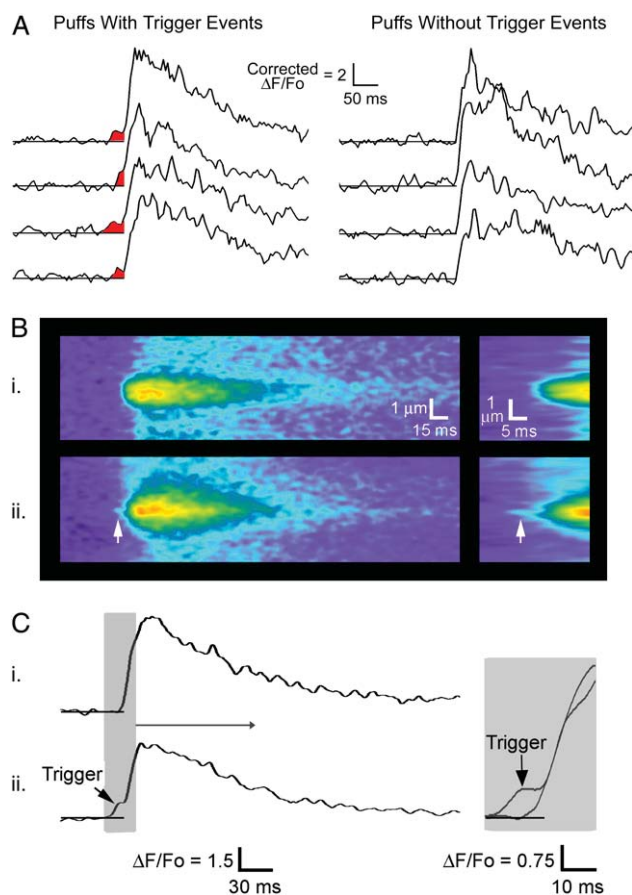 A
Puffs With Trigger Events
Puffs Without Trigger Events
Corrected
ΔF/Fo = 2
50 ms
B
i.
1 μm
15 ms
1
μm
5 ms
ii.
C
i.
ii.
Trigger
Trigger
ΔF/Fo = 1.5
30 ms
ΔF/Fo = 0.75
10 ms